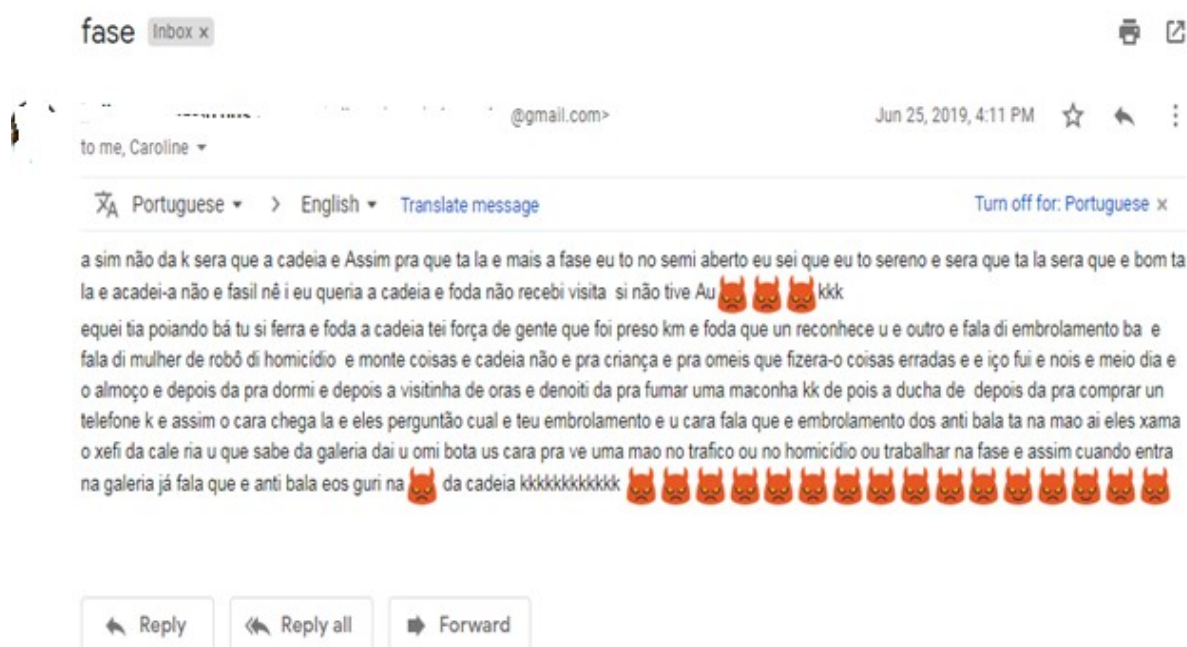 fase Inbox x
@gmail.com> Jun 25, 2019, 4:11 PM
to me, Caroline
Portuguese > English Translate message Turn off for: Portuguese x
a sim não da k sera que a cadeia e Assim pra que ta la e mais a fase eu to no semi aberto eu sei que eu to sereno e sera que ta la sera que e bom ta
la e acadei-a não e fasil nê i eu queria a cadeia e foda não recebi visita si não tive Au👿👿👿kkk
equei tia poiando bá tu si ferra e foda a cadeia tei força de gente que foi preso km e foda que un reconhece u e outro e fala di embrolamento ba e
fala di mulher de robô di homicídio e monte coisas e cadeia não e pra criança e pra omeis que fizera-o coisas erradas e e iço fui e nois e meio dia e
o almoço e depois da pra dormi e depois a visitinha de oras e denoiti da pra fumar uma maconha kk de pois a ducha de depois da pra comprar un
telefone k e assim o cara chega la e eles perguntão cual e teu embrolamento e u cara fala que e embrolamento dos anti bala ta na mao ai eles xama
o xefi da cale ria u que sabe da galeria dai u omi bota us cara pra ve uma mao no trafico ou no homicídio ou trabalhar na fase e assim cuando entra
na galeria já fala que e anti bala eos guri na👿 da cadeia kkkkkkkkkkkk 👿👿👿👿👿👿👿👿👿👿👿😈👿😈👿👿
Reply Reply all Forward